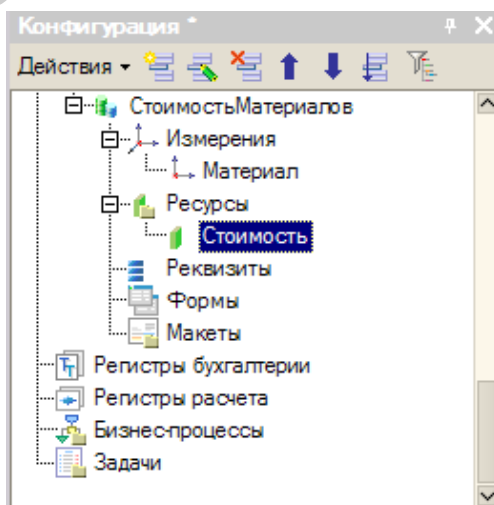 Конфигурация *
Действия
СтоимостьМатериалов
Измерения
Материал
Ресурсы
Стоимость
Реквизиты
Формы
Макеты
Регистры бухгалтерии
Регистры расчета
Бизнес-процессы
Задачи